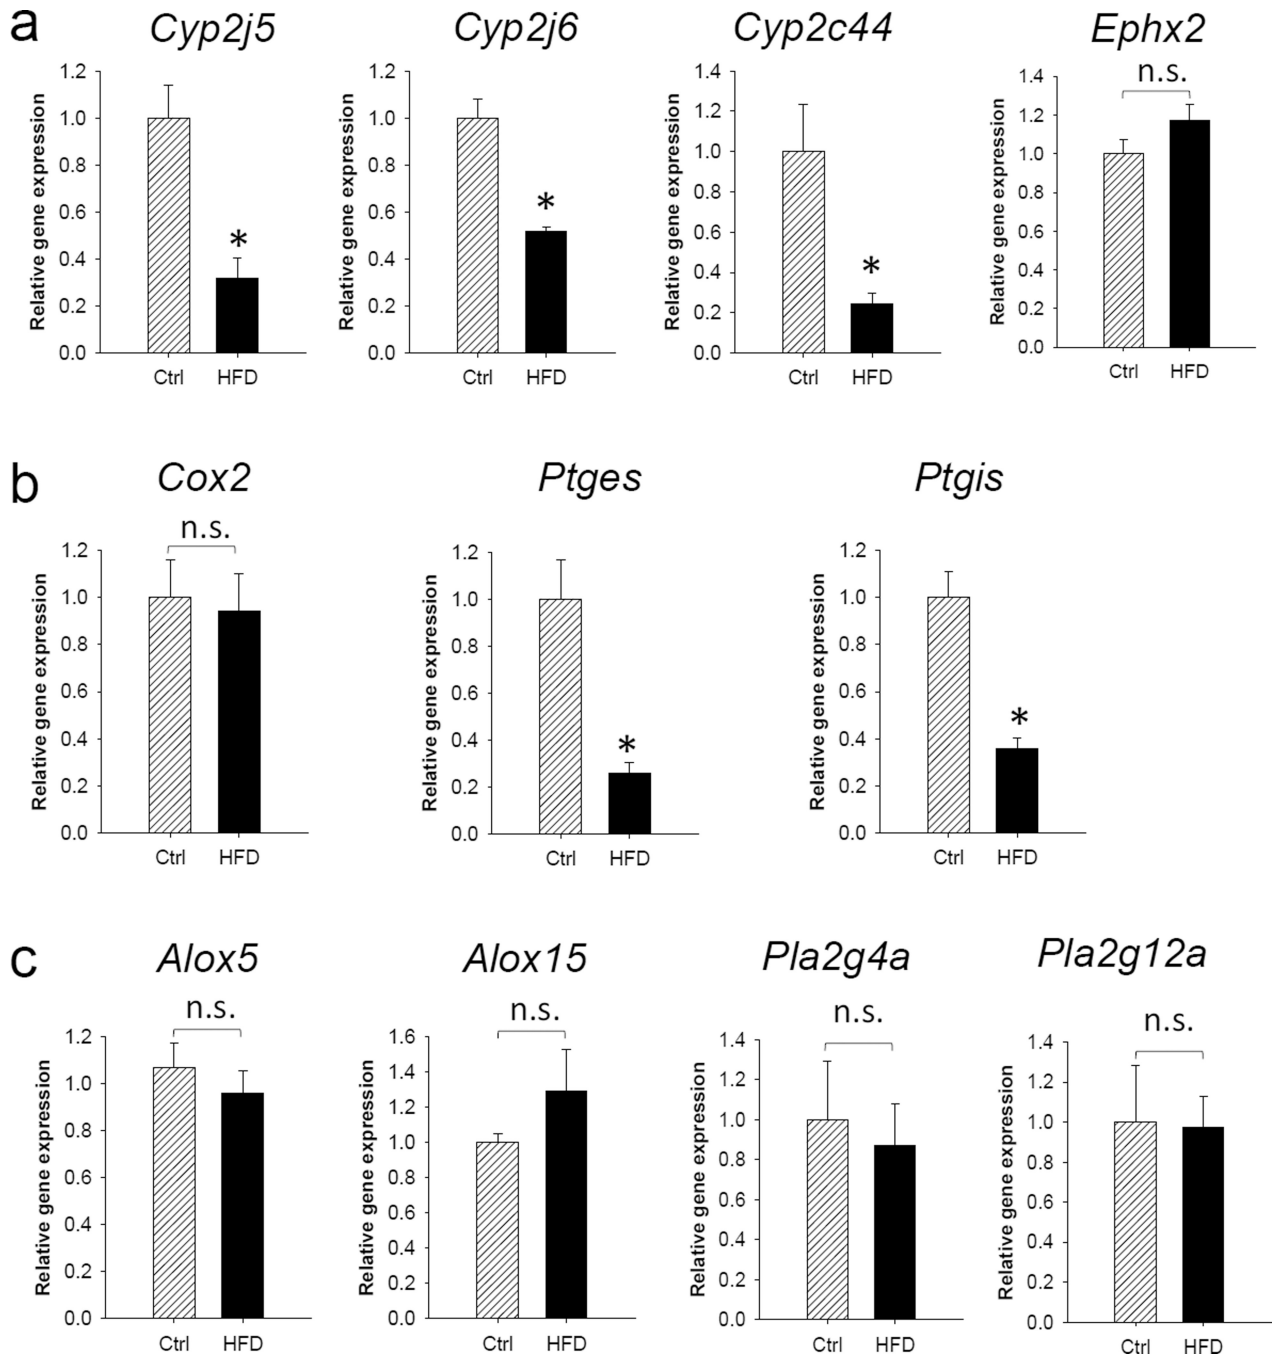 a
Cyp2j5
Relative gene expression
1.2
1.0
0.8
0.6
0.4
0.2
0.0
*
Ctrl HFD
Cyp2j6
Relative gene expression
1.2
1.0
0.8
0.6
0.4
0.2
0.0
*
Ctrl HFD
Cyp2c44
Relative gene expression
1.4
1.2
1.0
0.8
0.6
0.4
0.2
0.0
*
Ctrl HFD
Ephx2
n.s.
Relative gene expression
1.4
1.2
1.0
0.8
0.6
0.4
0.2
0.0
Ctrl HFD
b
Cox2
n.s.
Relative gene expression
1.2
1.0
0.8
0.6
0.4
0.2
0.0
Ctrl HFD
Ptges
Relative gene expression
1.2
1.0
0.8
0.6
0.4
0.2
0.0
*
Ctrl HFD
Ptgis
Relative gene expression
1.2
1.0
0.8
0.6
0.4
0.2
0.0
*
Ctrl HFD
c
Alox5
n.s.
Relative gene expression
1.2
1.0
0.8
0.6
0.4
0.2
0.0
Ctrl HFD
Alox15
n.s.
Relative gene expression
1.6
1.4
1.2
1.0
0.8
0.6
0.4
0.2
0.0
Ctrl HFD
Pla2g4a
n.s.
Relative gene expression
1.4
1.2
1.0
0.8
0.6
0.4
0.2
0.0
Ctrl HFD
Pla2g12a
n.s.
Relative gene expression
1.4
1.2
1.0
0.8
0.6
0.4
0.2
0.0
Ctrl HFD